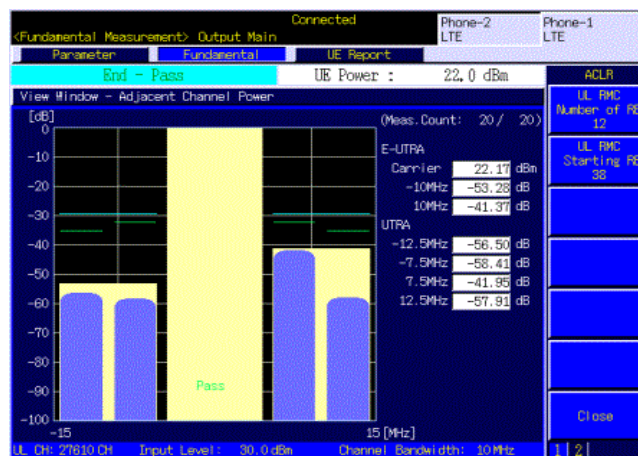 Connected
Phone-2
LTE
Phone-1
LTE
<Fundamental Measurement> Output Main
Parameter
Fundamental
UE Report
End - Pass
UE Power :
22.0 dBm
View Window - Adjacent Channel Power
[dB]
0
-10
-20
-30
-40
-50
-60
-70
-80
-90
-100
-15
15 [MHz]
Pass
(Meas.Count: 20 / 20)
E-UTRA
Carrier 22.17 dBm
-10MHz -53.28 dB
10MHz -41.37 dB
UTRA
-12.5MHz -56.50 dB
-7.5MHz -58.41 dB
7.5MHz -41.95 dB
12.5MHz -57.91 dB
ACLR
UL RMC
Number of RB
12
UL RMC
Starting RB
38
Close
1 2
UL CH: 27610 CH Input Level: 30.0 dBm Channel Bandwidth: 10 MHz